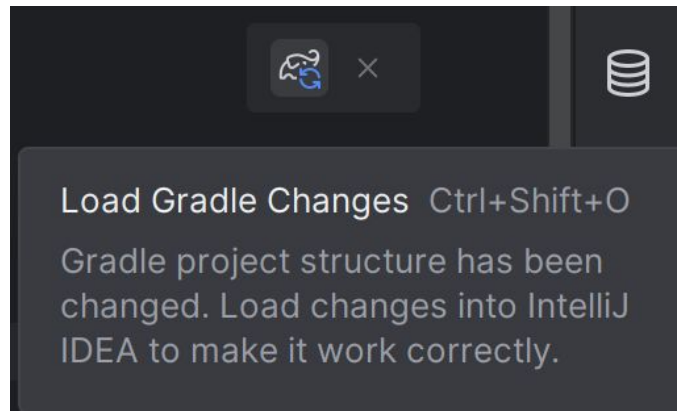 Load Gradle Changes Ctrl+Shift+O
Gradle project structure has been
changed. Load changes into IntelliJ
IDEA to make it work correctly.